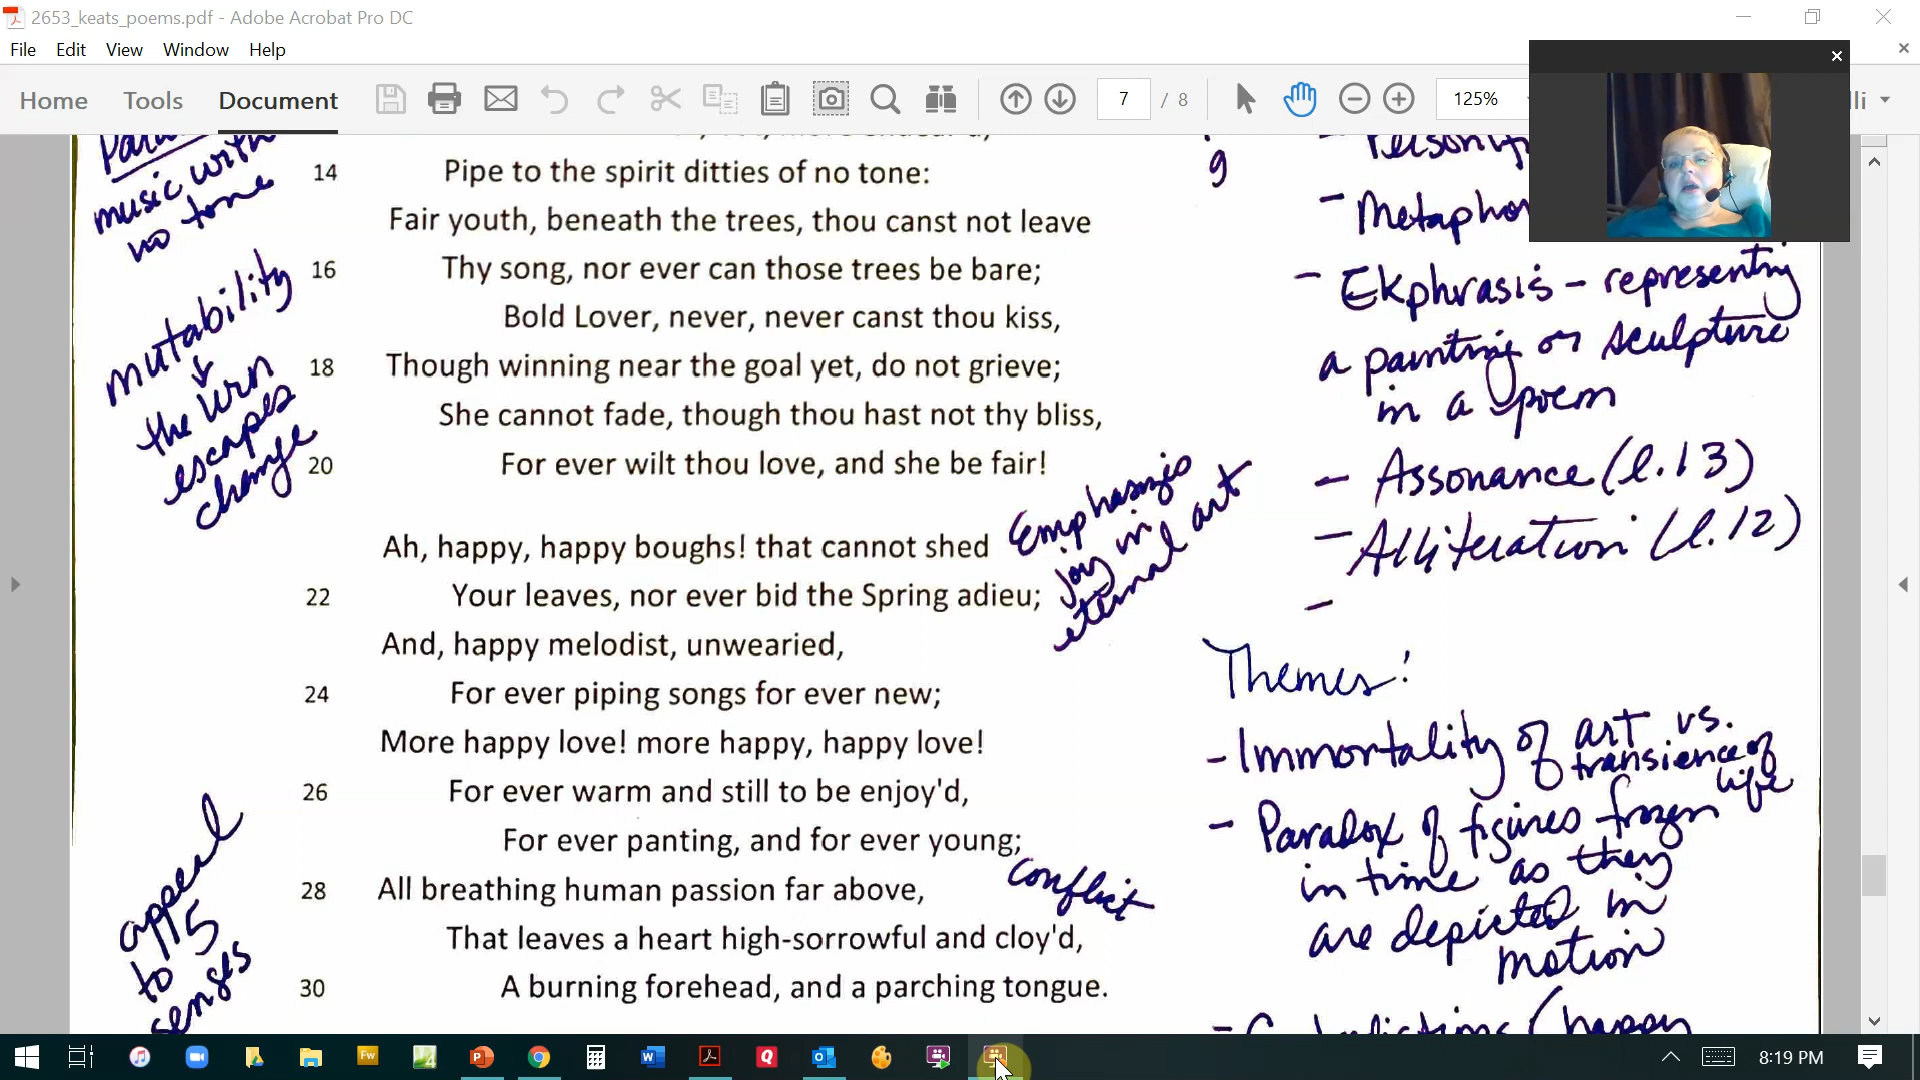 2653_keats_poems.pdf - Adobe Acrobat Pro DC
File Edit View Window Help
Home Tools Document 7 / 8 125%
music with
no tone
mutability
the urn
escapes
change
appeal
to 5
senses
14 Pipe to the spirit ditties of no tone:
Fair youth, beneath the trees, thou canst not leave
16 Thy song, nor ever can those trees be bare;
Bold Lover, never, never canst thou kiss,
18 Though winning near the goal yet, do not grieve;
She cannot fade, though thou hast not thy bliss,
20 For ever wilt thou love, and she be fair!
Ah, happy, happy boughs! that cannot shed
22 Your leaves, nor ever bid the Spring adieu;
And, happy melodist, unwearied,
24 For ever piping songs for ever new;
More happy love! more happy, happy love!
26 For ever warm and still to be enjoy'd,
For ever panting, and for ever young;
28 All breathing human passion far above,
That leaves a heart high-sorrowful and cloy'd,
30 A burning forehead, and a parching tongue.
Emphasizes
joy in
eternal art
conflict
- Ekphrasis - representing
a painting or sculpture
in a poem
- Assonance (l.13)
- Alliteration (l.12)
-
Themes:
- Immortality of art vs.
transience of
life
- Paradox of figures frozen
in time as they
are depicted in
motion
(happy
8:19 PM